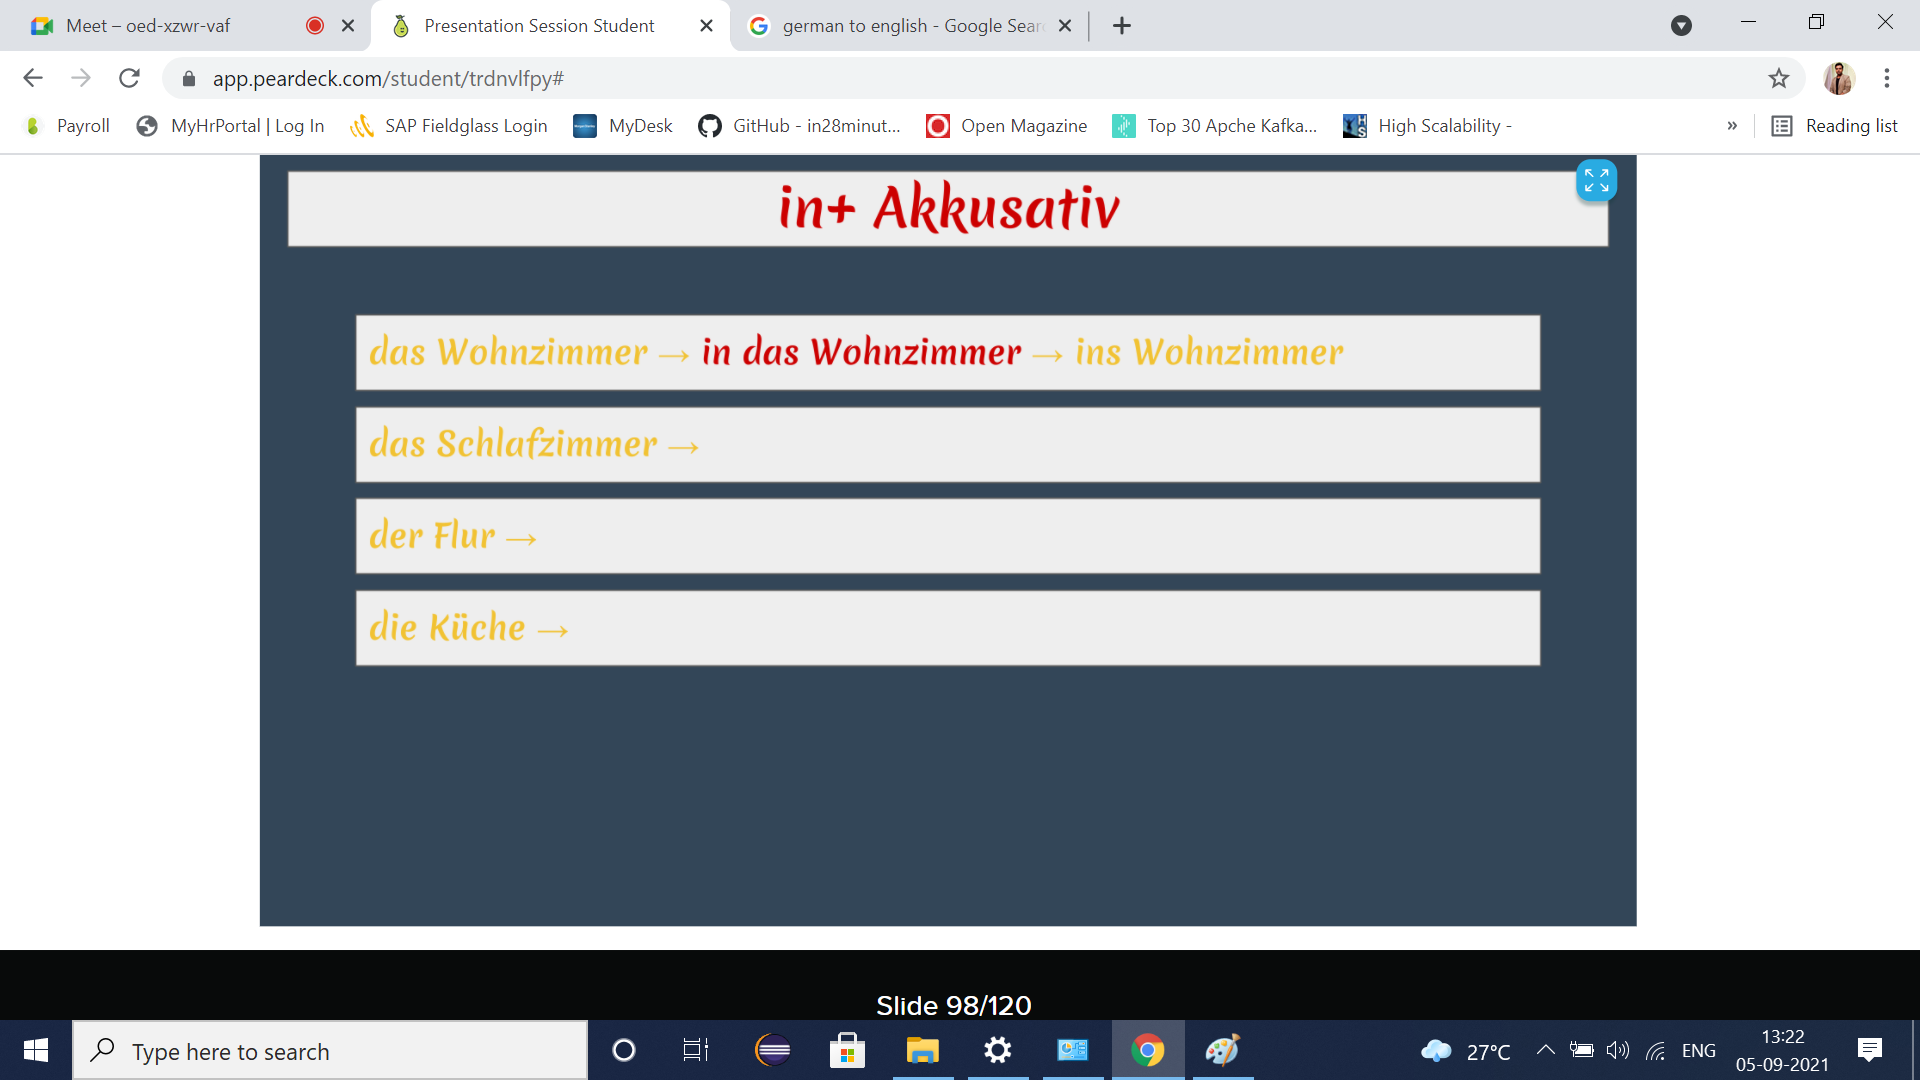 Meet – oed-xzwr-vaf
Presentation Session Student
german to english - Google Sear
app.peardeck.com/student/trdnvlfpy#
Payroll
MyHrPortal | Log In
SAP Fieldglass Login
MyDesk
GitHub - in28minut...
Open Magazine
Top 30 Apche Kafka...
High Scalability -
»
Reading list
in+ Akkusativ
das Wohnzimmer → in das Wohnzimmer → ins Wohnzimmer
das Schlafzimmer →
der Flur →
die Küche →
Slide 98/120
Type here to search
27°C
ENG
13:22
05-09-2021